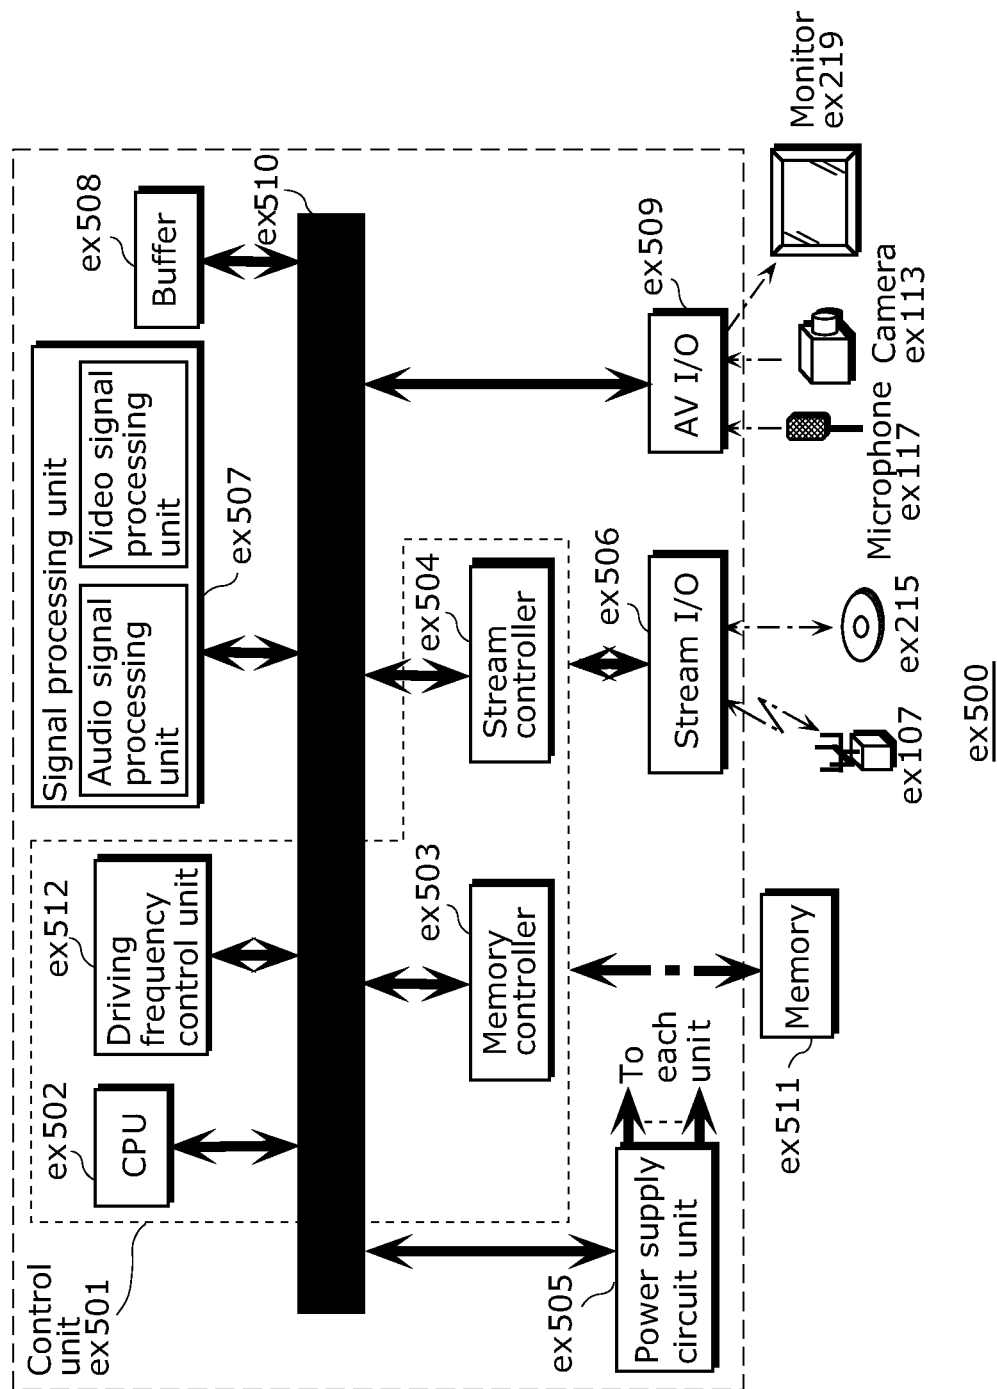 Control
unit
ex501
ex502
CPU
ex512
Driving
frequency
control unit
Signal processing unit
Audio signal
processing
unit
Video signal
processing
unit
ex507
ex508
Buffer
ex510
ex503
Memory
controller
ex504
Stream
controller
ex505
Power supply
circuit unit
To
each
unit
ex506
Stream I/O
ex509
AV I/O
ex511
Memory
ex107
ex215
Microphone
ex117
Camera
ex113
Monitor
ex219
ex500